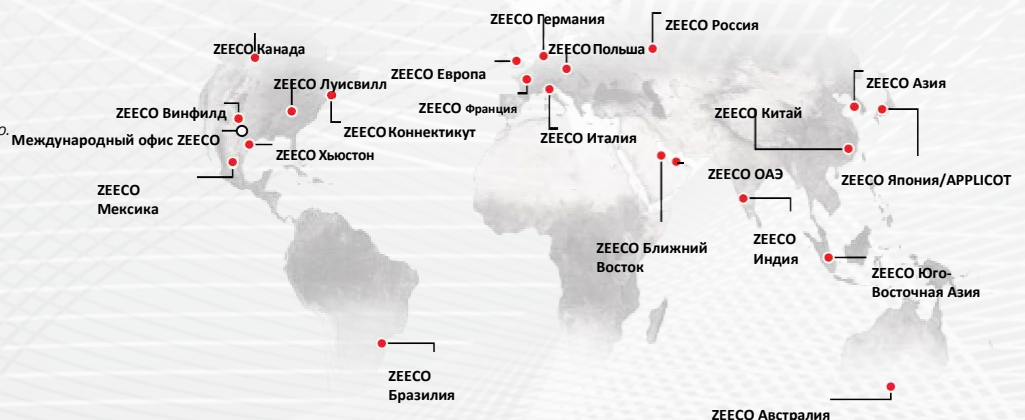 ZEECO Германия
ZEECO Россия
ZEECO Канада
ZEECO Польша
ZEECO Европа
ZEECO Луисвилл
ZEECO Азия
ZEECO Франция
ZEECO Винфилд
ZEECO Китай
о.
Международный офис ZEECO
ZEECO Коннектикут
ZEECO Италия
ZEECO Хьюстон
ZEECO ОАЭ
ZEECO Япония/APPLICOT
ZEECO
Мексика
ZEECO Ближний
Восток
ZEECO
Индия
ZEECO Юго-
Восточная Азия
ZEECO
Бразилия
ZEECO Австралия